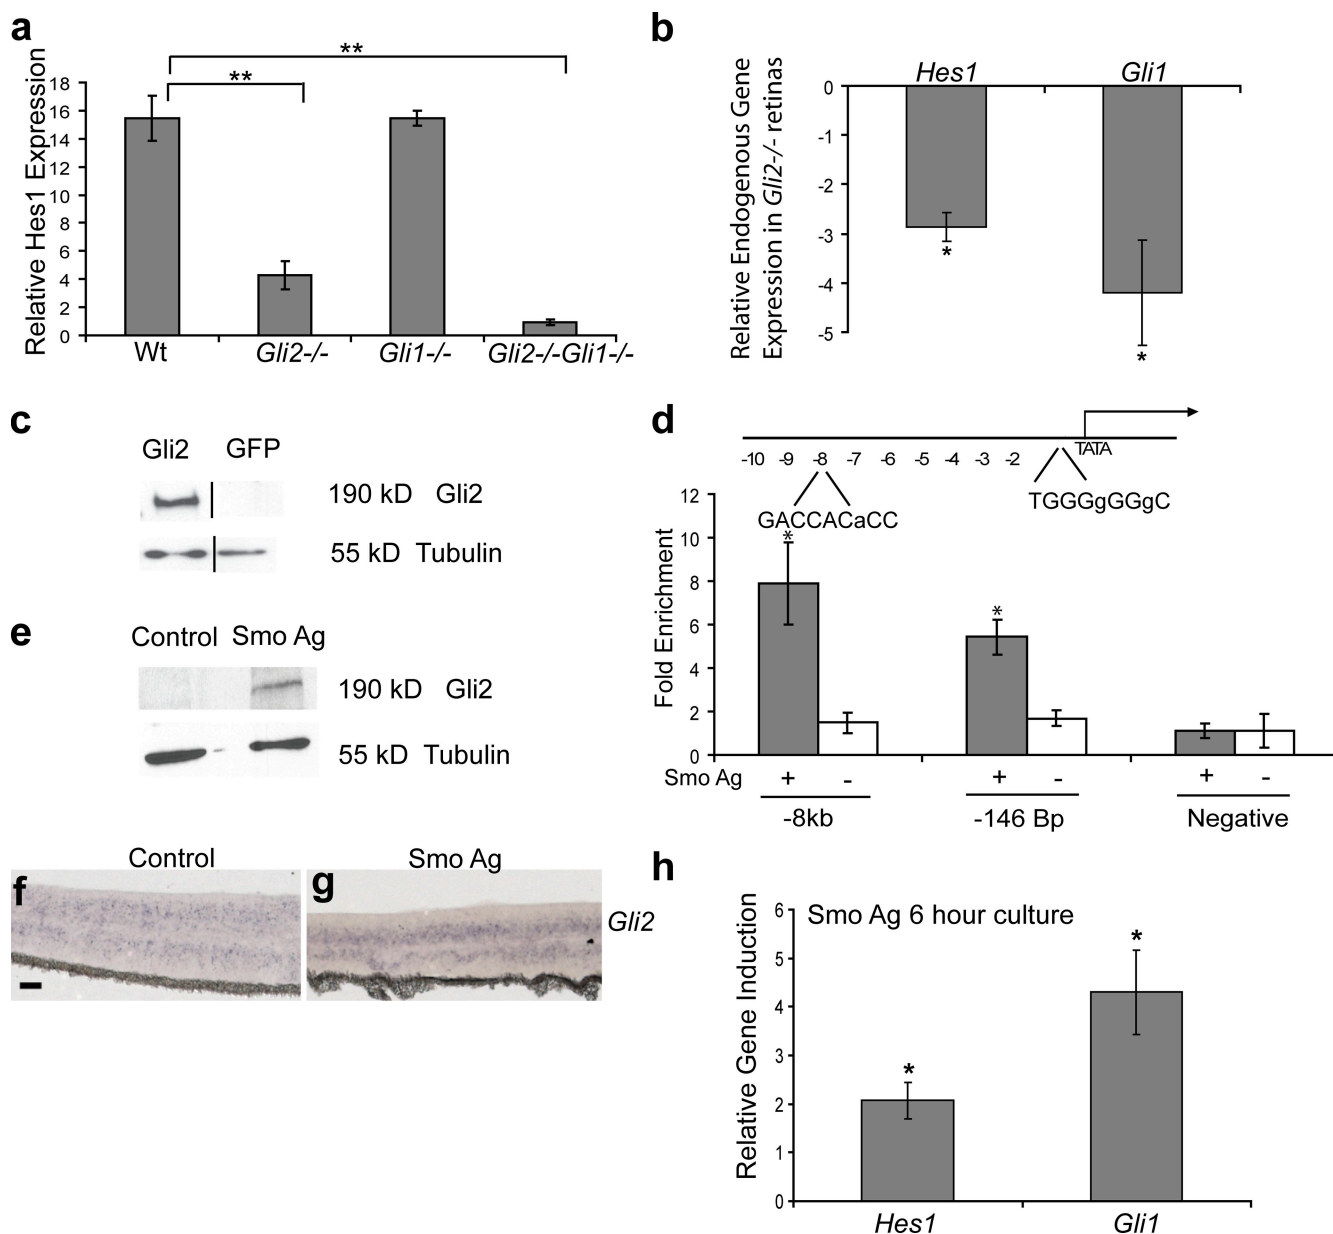 a
Relative Hes1 Expression
**
**
18
16
14
12
10
8
6
4
2
0
Wt
Gli2-/-
Gli1-/-
Gli2-/-Gli1-/-
b
Relative Endogenous Gene
Expression in Gli2-/- retinas
Hes1
Gli1
0
-1
-2
-3
-4
-5
*
*
c
Gli2
GFP
190 kD Gli2
55 kD Tubulin
d
-10 -9 -8 -7 -6 -5 -4 -3 -2
TATA
GACCACaCC
TGGGgGGgC
Fold Enrichment
12
10
8
6
4
2
0
*
*
Smo Ag + - + - + -
-8kb
-146 Bp
Negative
e
Control
Smo Ag
190 kD Gli2
55 kD Tubulin
Control
Smo Ag
f
g
Gli2
h
Relative Gene Induction
Smo Ag 6 hour culture
6
5
4
3
2
1
0
*
*
Hes1
Gli1